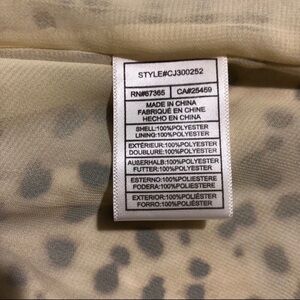 STYLE#CJ300252
RN#67365 CA#25459
MADE IN CHINA
FABRIQUÉ EN CHINE
HECHO EN CHINA
SHELL:100%POLYESTER
LINING:100%POLYESTER
EXTÉRIEUR:100%POLYESTER
DOUBLURE:100%POLYESTER
AUßERHALB:100%POLYESTER
FUTTER:100%POLYESTER
ESTERNO:100%POLIESTERE
FODERA:100%POLIESTERE
EXTERIOR:100%POLIÉSTER
FORRO:100%POLIÉSTER